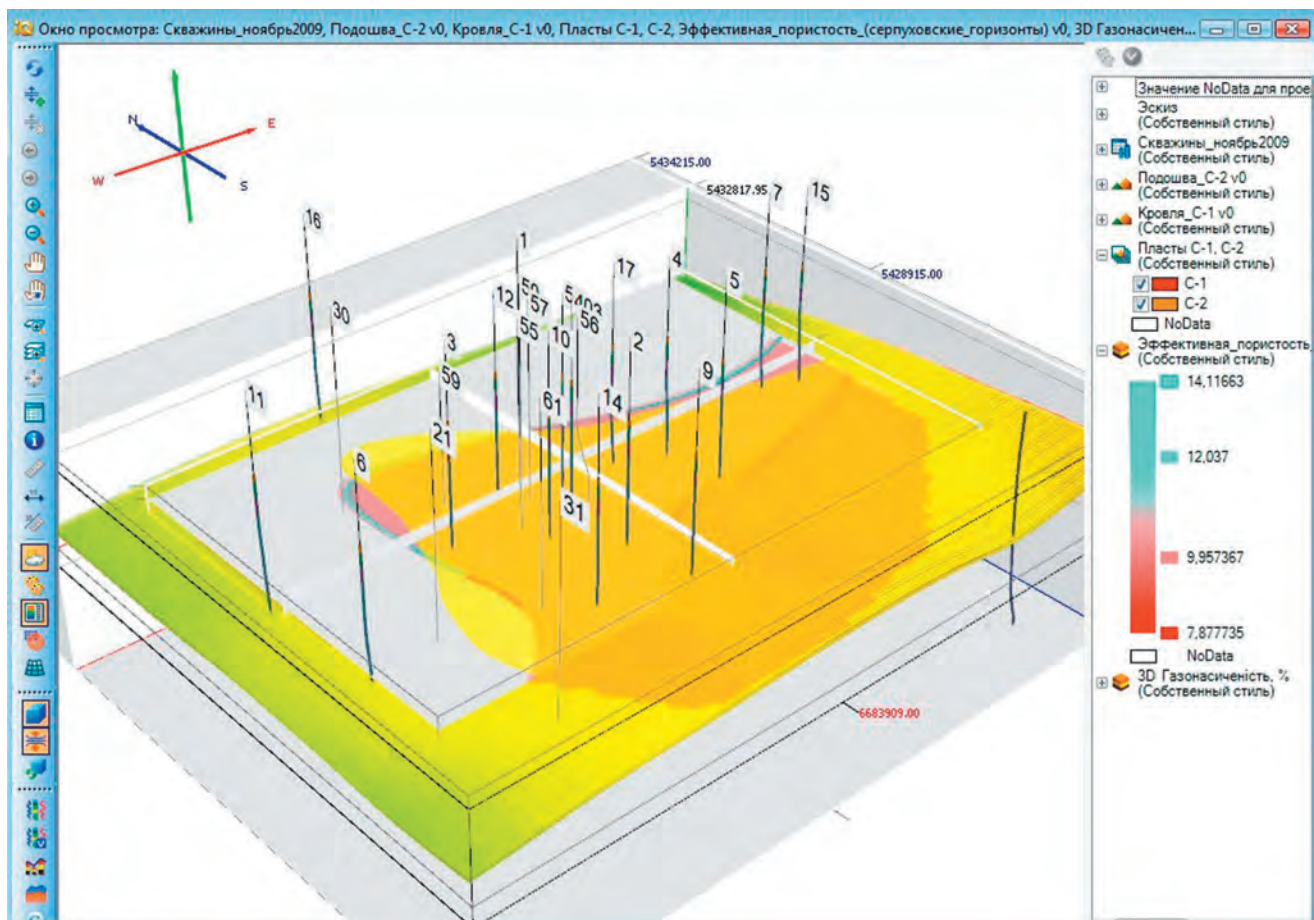 Окно просмотра: Скважины_ноябрь2009, Подошва_С-2 v0, Кровля_С-1 v0, Пласты С-1, С-2, Эффективная_пористость_(серпуховские_горизонты) v0, 3D Газонасичен...
N
E
W
S
5434215.00
5432817.95
5428915.00
6683909.00
16
1
7
15
17
4
5
12
57
56
30
3
55
10
2
59
9
11
61
14
21
6
31
Значение NoData для прое
Эскиз
(Собственный стиль)
Скважины_ноябрь2009
(Собственный стиль)
Подошва_С-2 v0
(Собственный стиль)
Кровля_С-1 v0
(Собственный стиль)
Пласты С-1, С-2
(Собственный стиль)
С-1
С-2
NoData
Эффективная_пористость_
(Собственный стиль)
14,11663
12,037
9,957367
7,877735
NoData
3D Газонасиченість, %
(Собственный стиль)